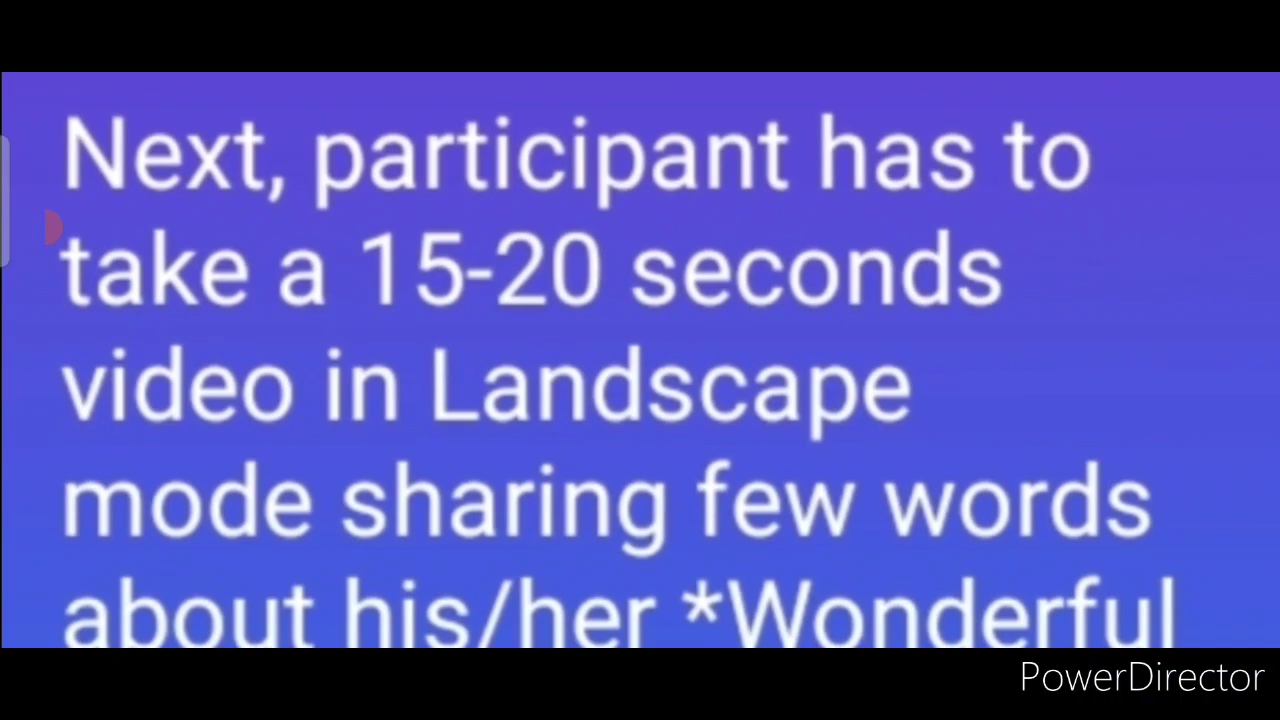 Next, participant has to
take a 15-20 seconds
video in Landscape
mode sharing few words
about his/her *Wonderful
PowerDirector